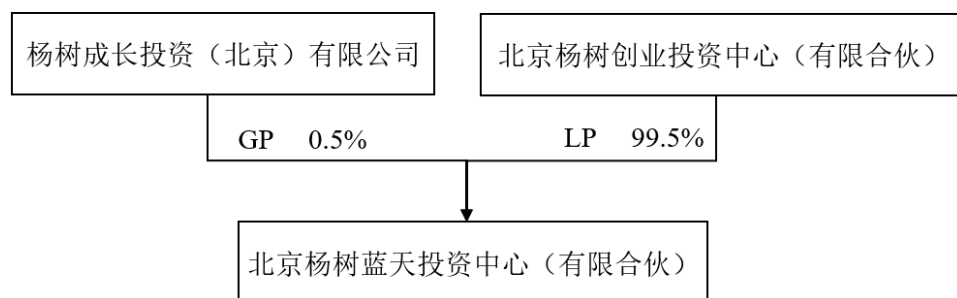 杨树成长投资（北京）有限公司
北京杨树创业投资中心（有限合伙）
GP 0.5%
LP 99.5%
北京杨树蓝天投资中心（有限合伙）